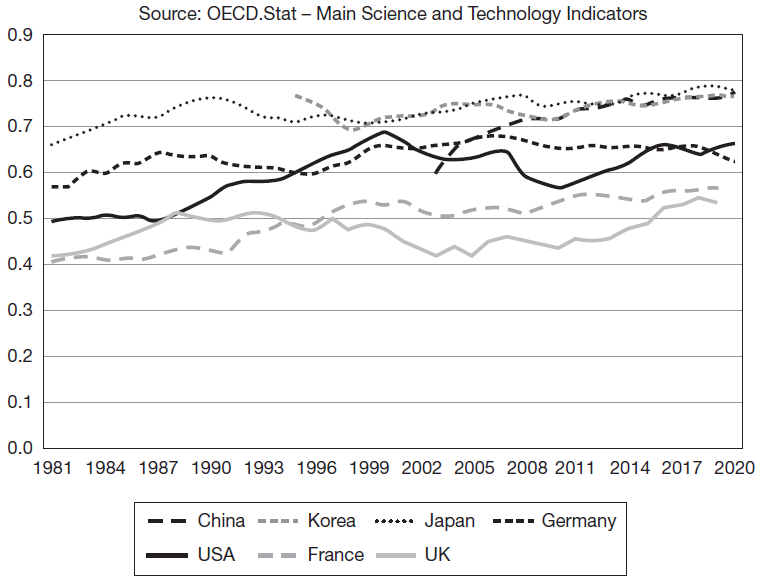 Source: OECD.Stat – Main Science and Technology Indicators
0.9
0.8
0.7
0.6
0.5
0.4
0.3
0.2
0.1
0.0
1981 1984 1987 1990 1993 1996 1999 2002 2005 2008 2011 2014 2017 2020
China Korea Japan Germany
USA France UK